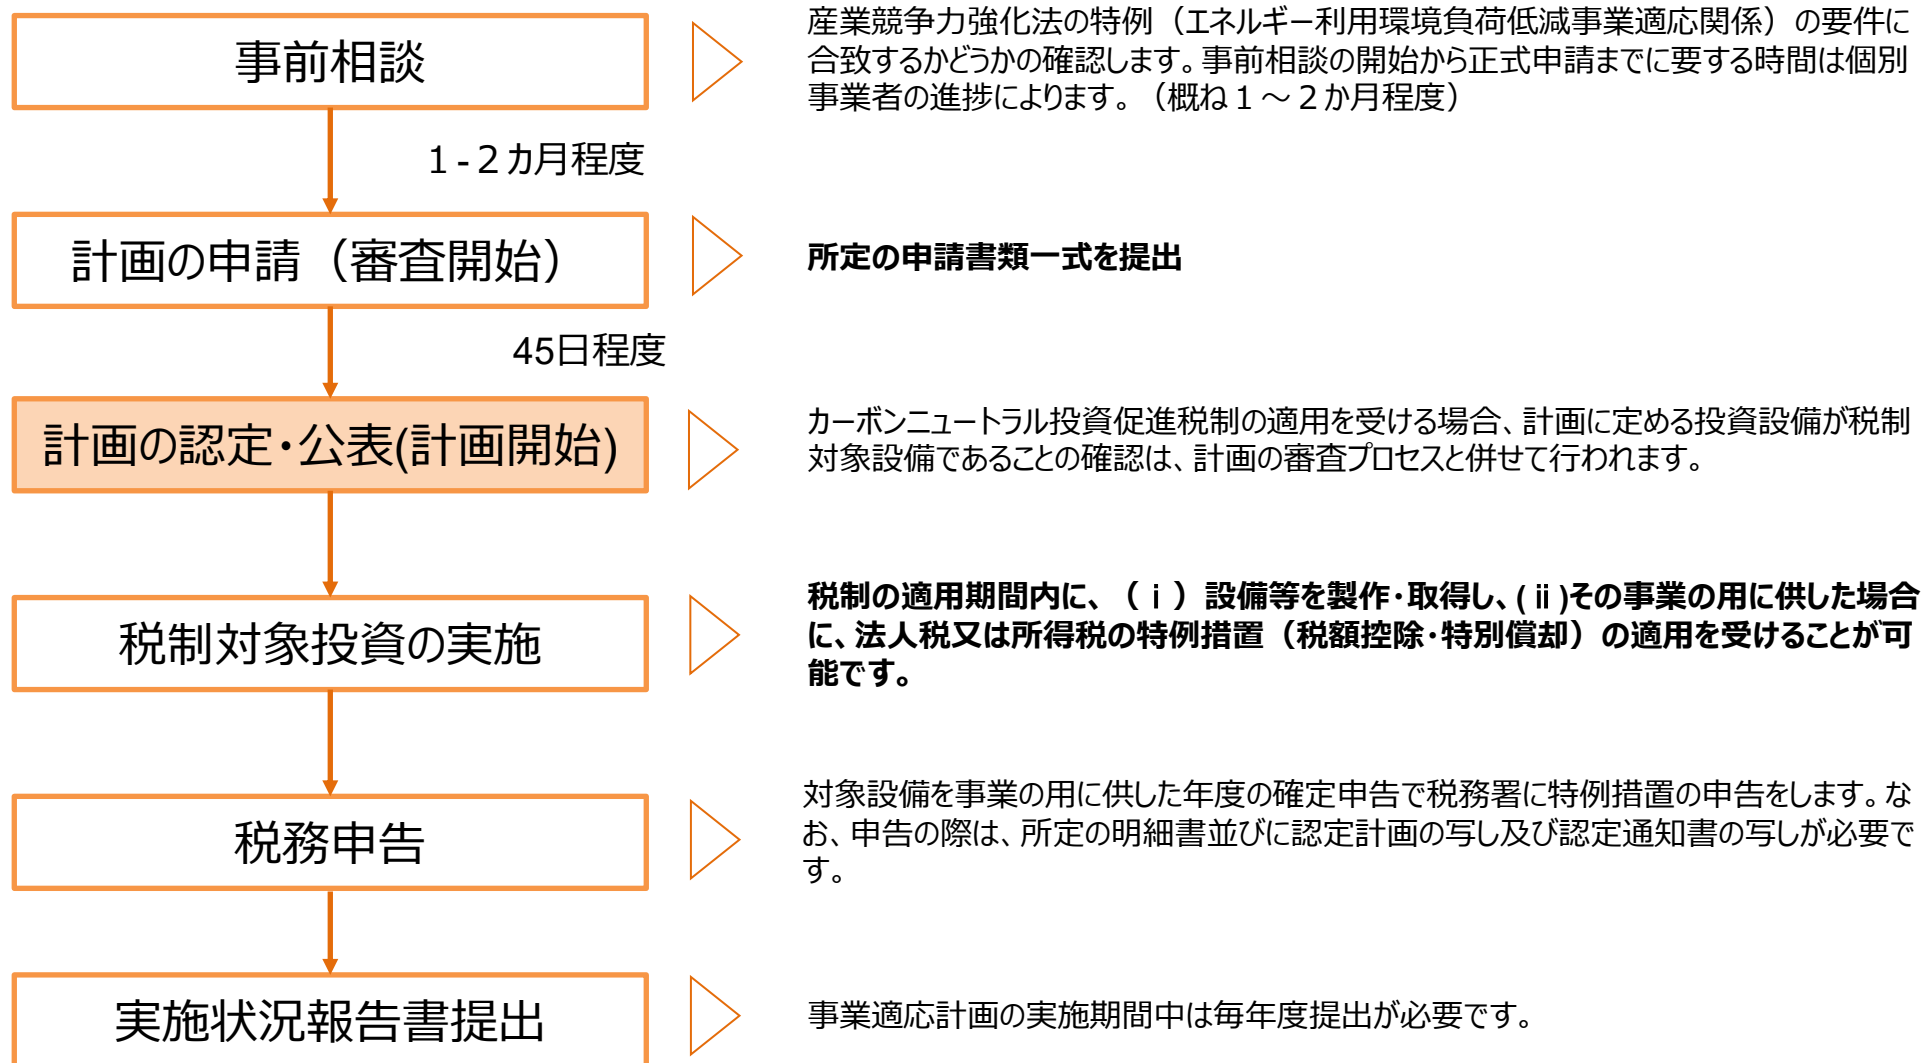 事前相談
産業競争力強化法の特例（エネルギー利用環境負荷低減事業適応関係）の要件に
合致するかどうかの確認します。事前相談の開始から正式申請までに要する時間は個別
事業者の進捗によります。（概ね１～２か月程度）
１-２カ月程度
計画の申請（審査開始）
所定の申請書類一式を提出
45日程度
計画の認定・公表(計画開始)
カーボンニュートラル投資促進税制の適用を受ける場合、計画に定める投資設備が税制
対象設備であることの確認は、計画の審査プロセスと併せて行われます。
税制対象投資の実施
税制の適用期間内に、（ⅰ）設備等を製作・取得し、(ⅱ)その事業の用に供した場合
に、法人税又は所得税の特例措置（税額控除・特別償却）の適用を受けることが可
能です。
税務申告
対象設備を事業の用に供した年度の確定申告で税務署に特例措置の申告をします。な
お、申告の際は、所定の明細書並びに認定計画の写し及び認定通知書の写しが必要で
す。
実施状況報告書提出
事業適応計画の実施期間中は毎年度提出が必要です。